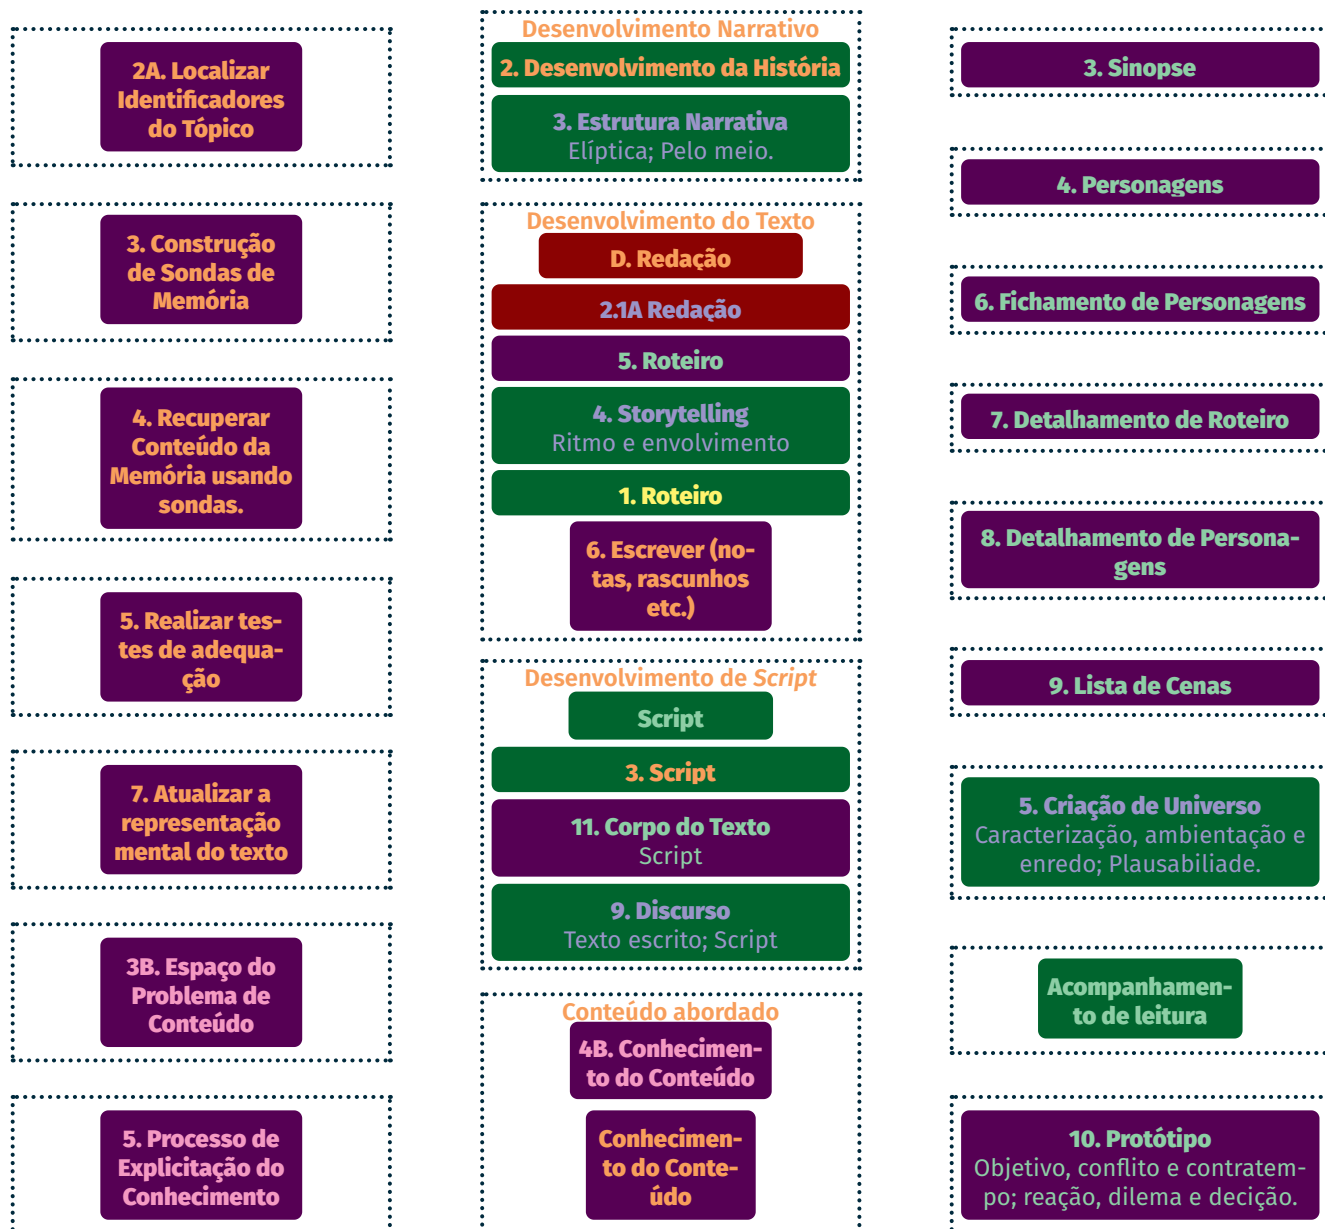 2A. Localizar
Identificadores
do Tópico
3. Construção
de Sondas de
Memória
4. Recuperar
Conteúdo da
Memória usando
sondas.
5. Realizar tes-
tes de adequa-
ção
7. Atualizar a
representação
mental do texto
3B. Espaço do
Problema de
Conteúdo
5. Processo de
Explicitação do
Conhecimento
Desenvolvimento Narrativo
2. Desenvolvimento da História
3. Estrutura Narrativa
Elíptica; Pelo meio.
Desenvolvimento do Texto
D. Redação
2.1A Redação
5. Roteiro
4. Storytelling
Ritmo e envolvimento
1. Roteiro
6. Escrever (no-
tas, rascunhos
etc.)
Desenvolvimento de Script
Script
3. Script
11. Corpo do Texto
Script
9. Discurso
Texto escrito; Script
Conteúdo abordado
4B. Conhecimen-
to do Conteúdo
Conhecimen-
to do Conte-
údo
3. Sinopse
4. Personagens
6. Fichamento de Personagens
7. Detalhamento de Roteiro
8. Detalhamento de Persona-
gens
9. Lista de Cenas
5. Criação de Universo
Caracterização, ambientação e
enredo; Plausabiliade.
Acompanhamen-
to de leitura
10. Protótipo
Objetivo, conflito e contratem-
po; reação, dilema e decição.